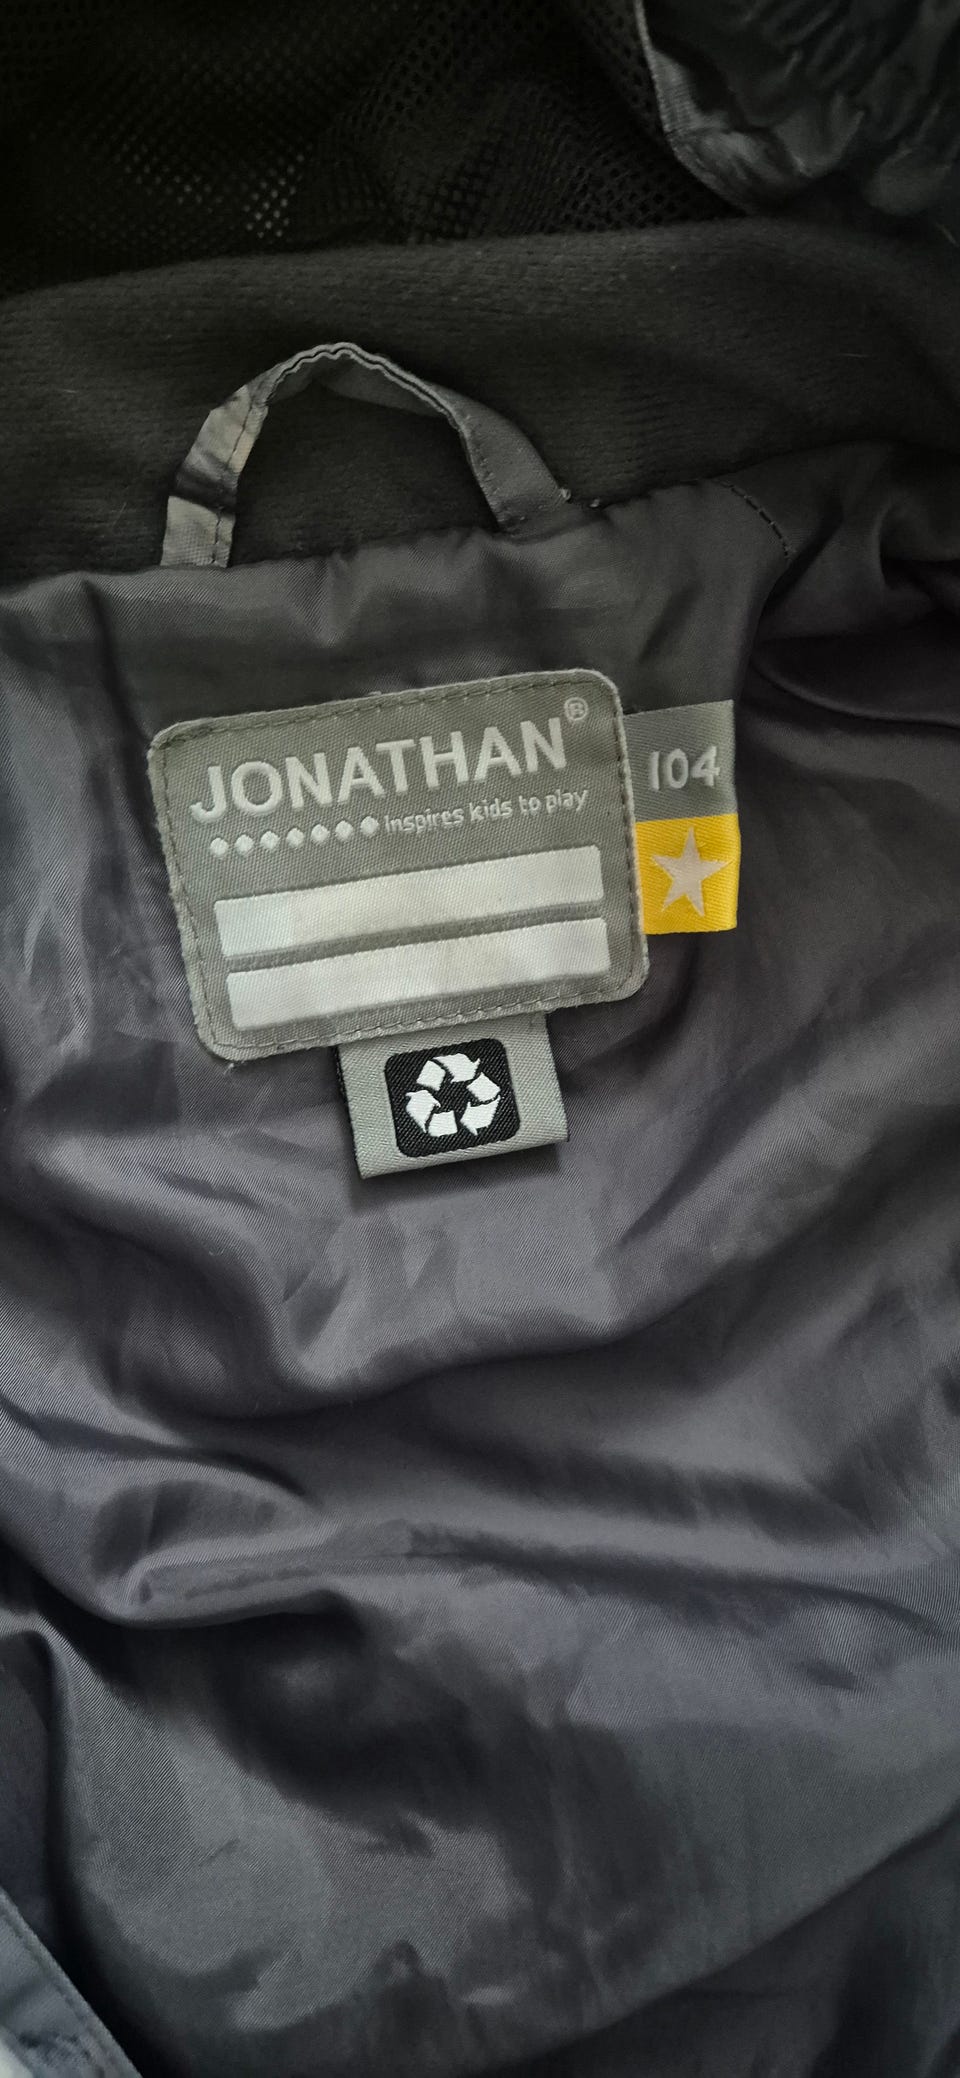 JONATHAN®
inspires kids to play
104